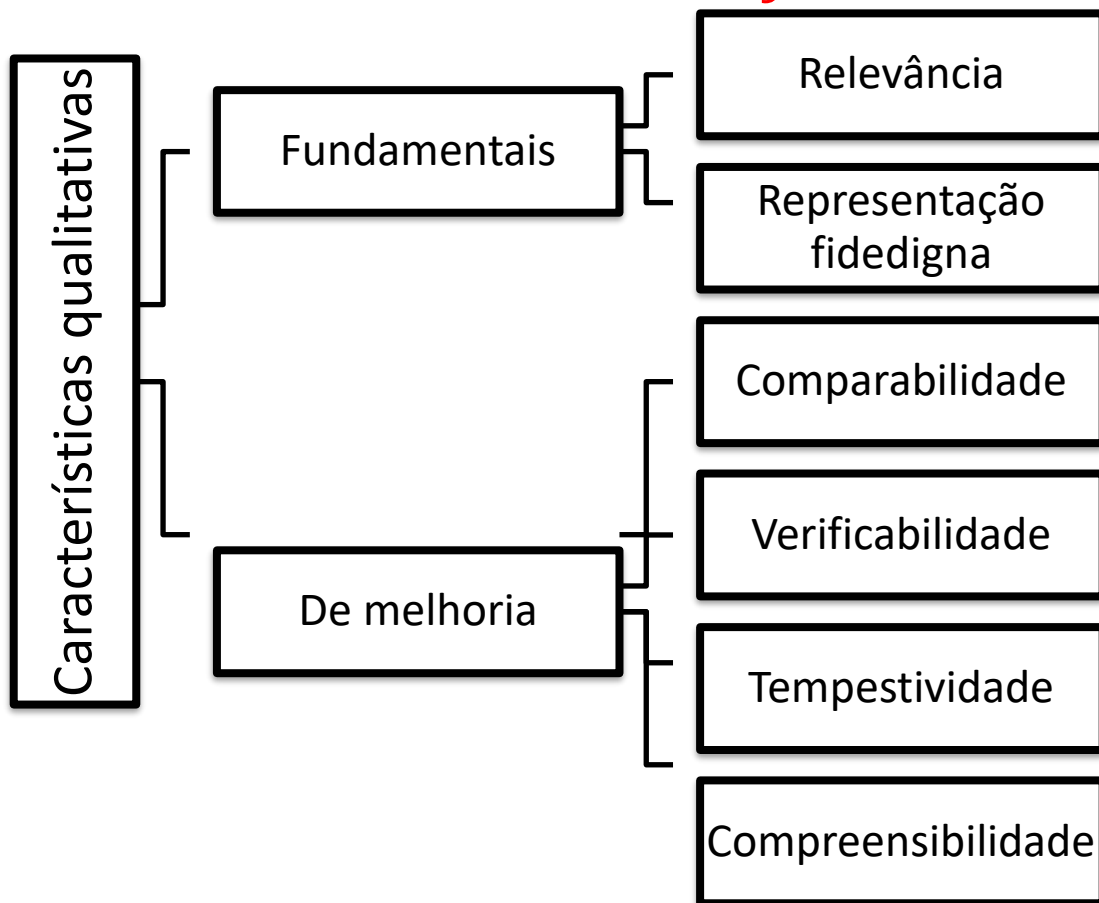 Características qualitativas
Fundamentais
Relevância
Representação
fidedigna
De melhoria
Comparabilidade
Verificabilidade
Tempestividade
Compreensibilidade